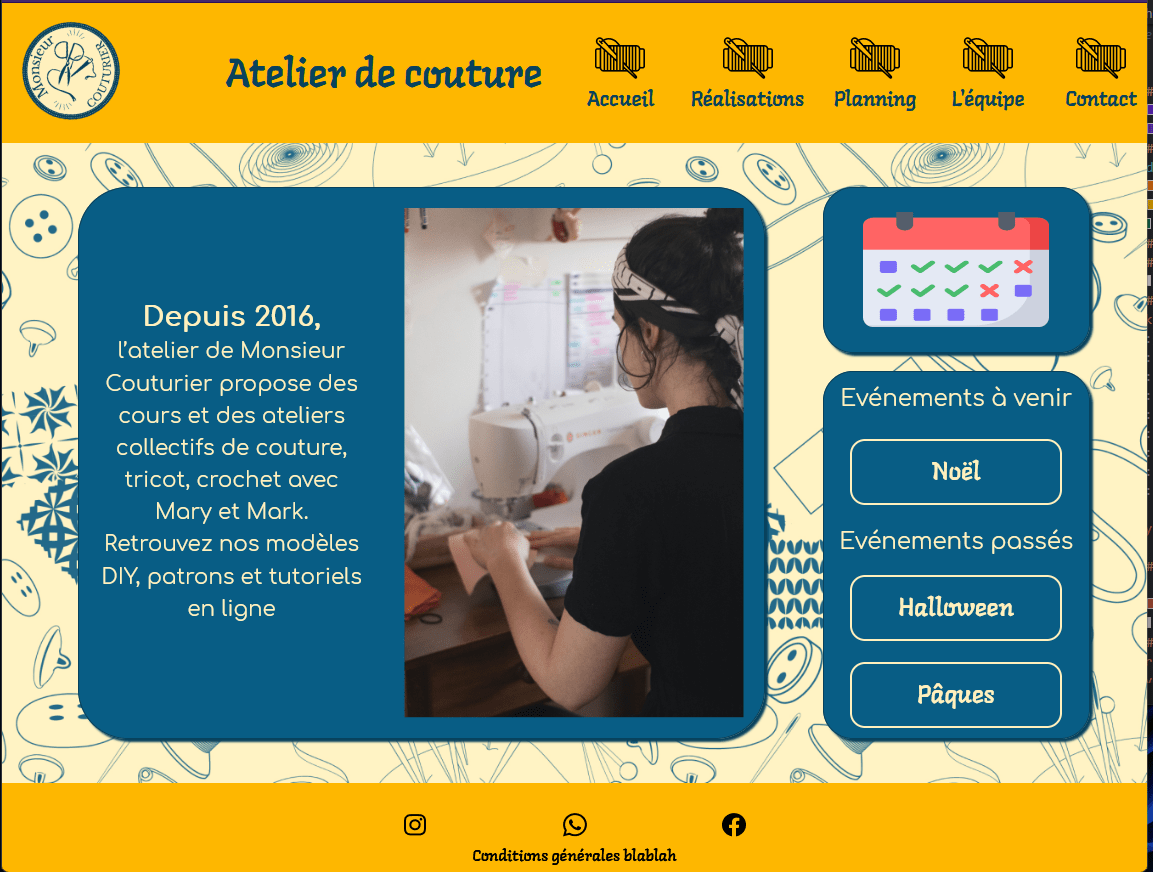 Monsieur
COUTURIER
Atelier de couture
Accueil
Réalisations
Planning
L'équipe
Contact
Depuis 2016,
l'atelier de Monsieur
Couturier propose des
cours et des ateliers
collectifs de couture,
tricot, crochet avec
Mary et Mark.
Retrouvez nos modèles
DIY, patrons et tutoriels
en ligne
SINGER
Evénements à venir
Noël
Evénements passés
Halloween
Pâques
Conditions générales blablah